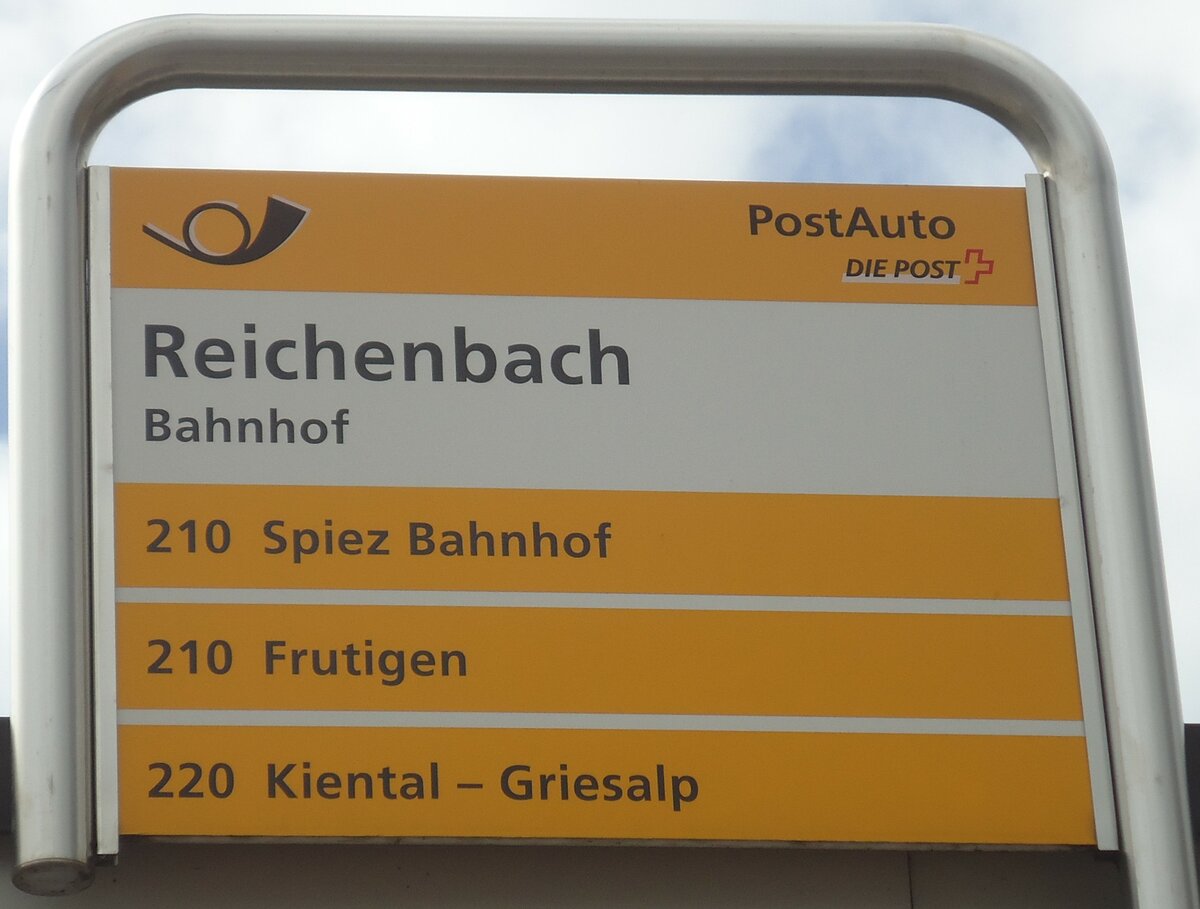 PostAuto
DIE POST
Reichenbach
Bahnhof
210 Spiez Bahnhof
210 Frutigen
220 Kiental – Griesalp